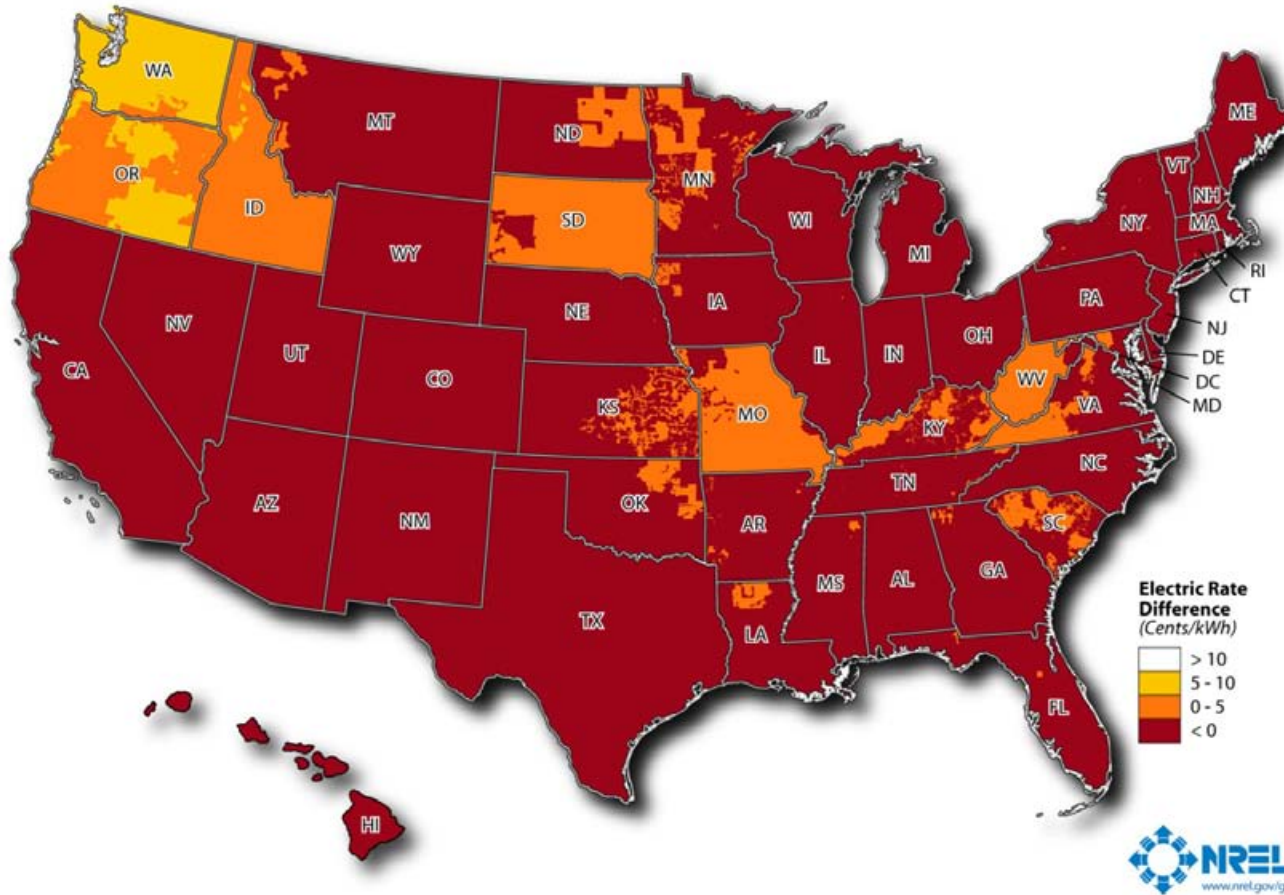 WA
MT
ND
MN
ME
OR
ID
SD
WI
VT
NH
NY
MA
WY
MI
RI
CT
IA
PA
NE
NJ
NV
OH
DE
UT
IL
IN
CA
CO
WV
DC
KS
MO
VA
MD
KY
NC
AZ
TN
OK
NM
AR
SC
MS
AL
GA
TX
LA
FL
HI
Electric Rate
Difference
(Cents/kWh)
> 10
5 - 10
0 - 5
< 0
NREL